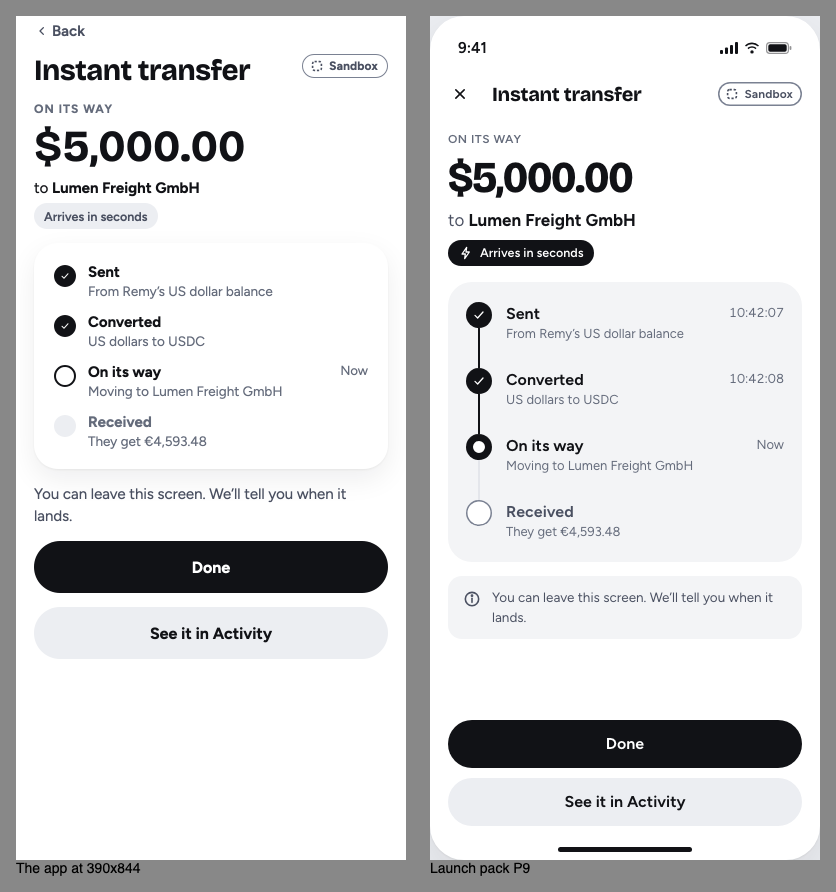 Back
Instant transfer
Sandbox
ON ITS WAY
$5,000.00
to Lumen Freight GmbH
Arrives in seconds
Sent
From Remy’s US dollar balance
Converted
US dollars to USDC
On its way
Now
Moving to Lumen Freight GmbH
Received
They get €4,593.48
You can leave this screen. We’ll tell you when it
lands.
Done
See it in Activity
The app at 390x844
9:41
Instant transfer
Sandbox
ON ITS WAY
$5,000.00
to Lumen Freight GmbH
Arrives in seconds
Sent
10:42:07
From Remy’s US dollar balance
Converted
10:42:08
US dollars to USDC
On its way
Now
Moving to Lumen Freight GmbH
Received
They get €4,593.48
You can leave this screen. We’ll tell you when it
lands.
Done
See it in Activity
Launch pack P9